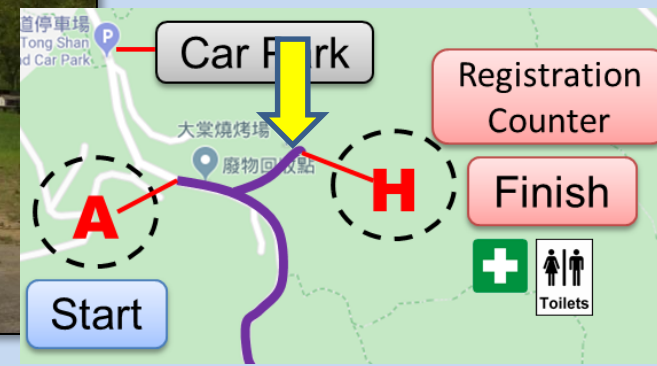 道停車場
Tong Shan
d Car Park
P
Car Park
Registration
Counter
大棠燒烤場
廢物回收點
A
H
Finish
Start
Toilets